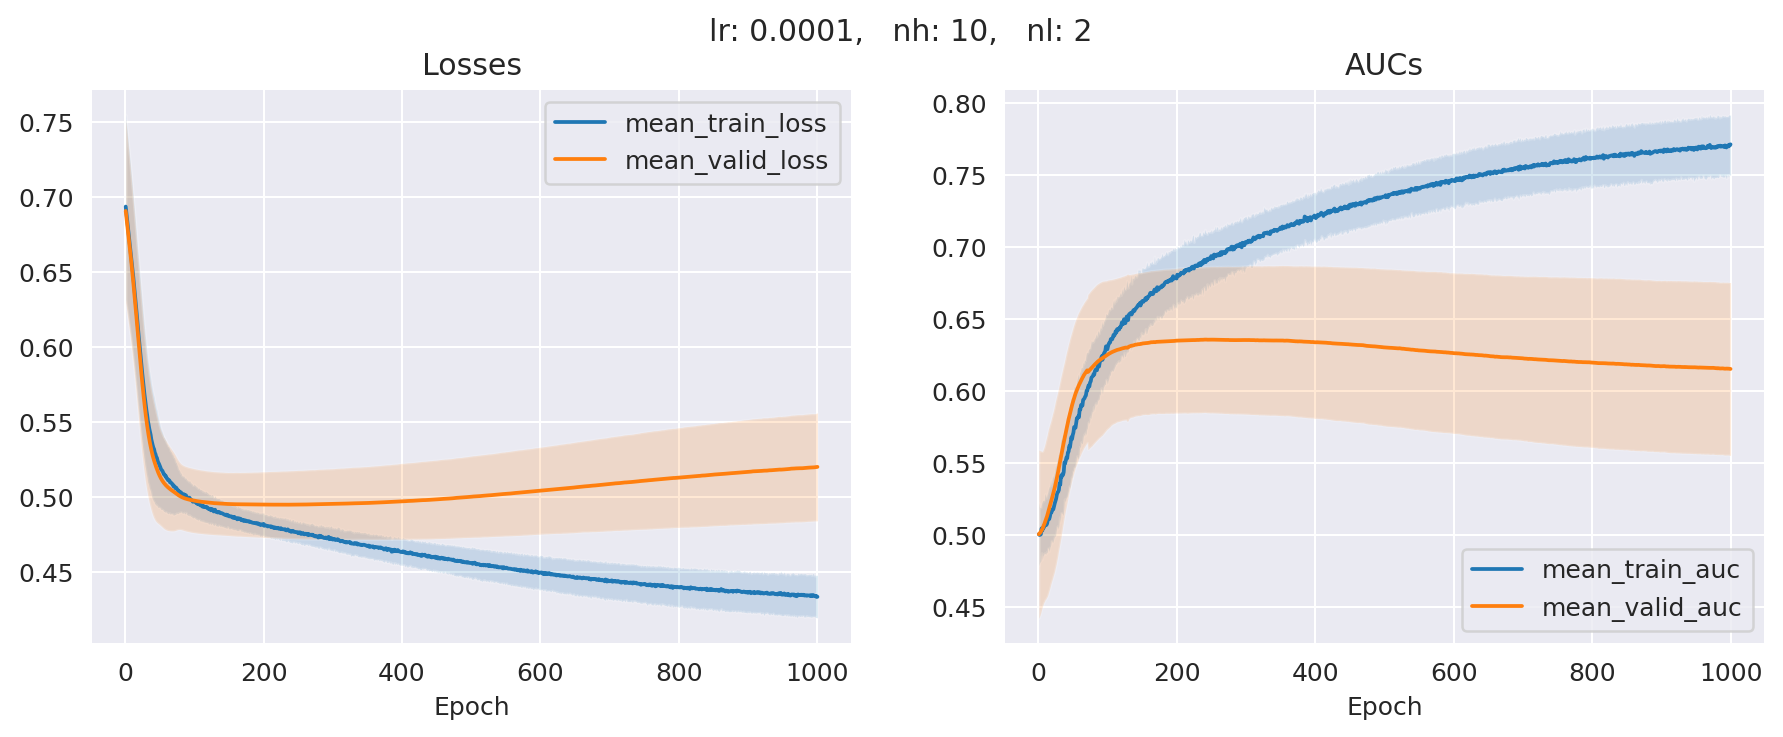 lr: 0.0001,   nh: 10,   nl: 2
Losses
0.75
0.70
0.65
0.60
0.55
0.50
0.45
mean_train_loss
mean_valid_loss
0 200 400 600 800 1000
Epoch
AUCs
0.80
0.75
0.70
0.65
0.60
0.55
0.50
0.45
mean_train_auc
mean_valid_auc
0 200 400 600 800 1000
Epoch